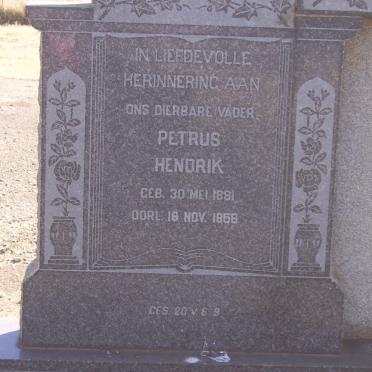 IN LIEFDEVOLLE
HERINNERING AAN
ONS DIERBARE VADER
PETRUS
HENDRIK
GEB. 30 MEI 1881
OORL. 16 NOV. 1958
GES. 20 V 6 9